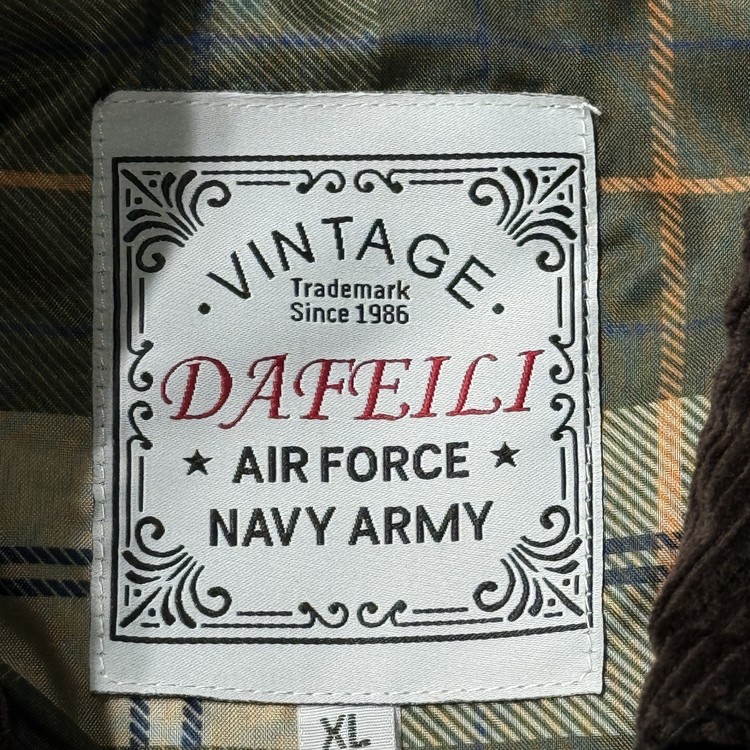 VINTAGE
Trademark
Since 1986
DAFEILI
★ AIR FORCE ★
NAVY ARMY
XL